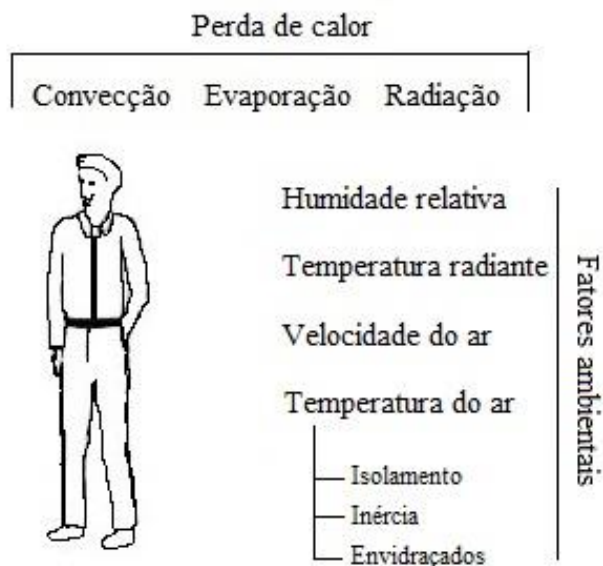 Perda de calor
Convecção Evaporação Radiação
Humidade relativa
Temperatura radiante
Velocidade do ar
Temperatura do ar
Isolamento
Inércia
Envidraçados
Fatores ambientais